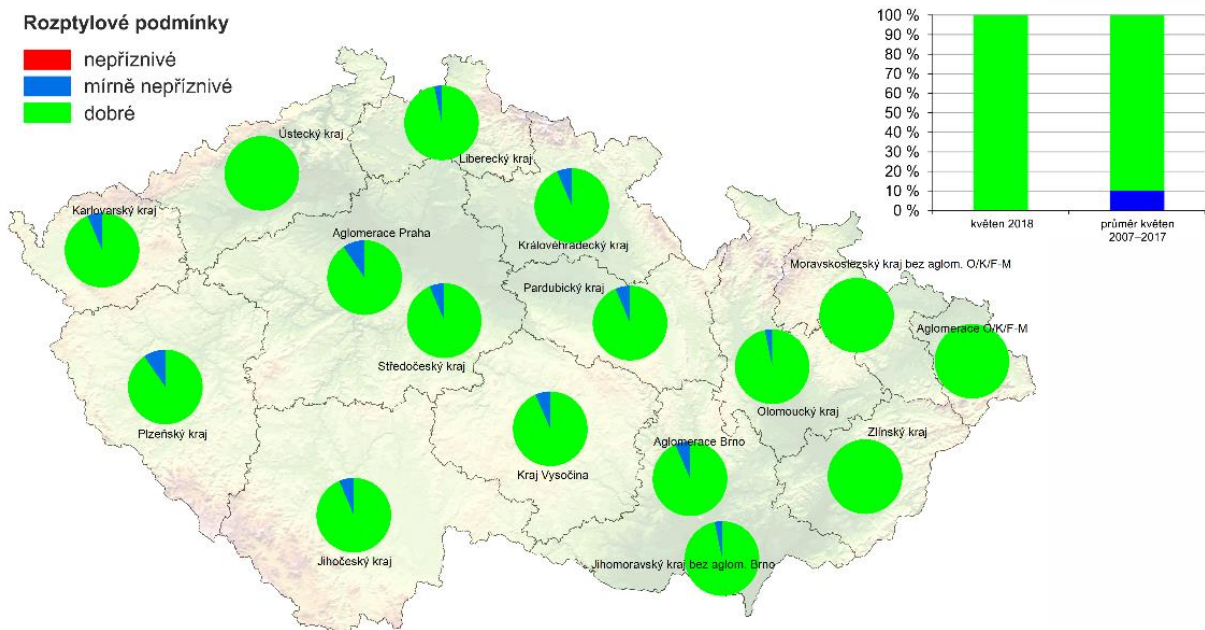 Rozptylové podmínky
nepříznivé
mírně nepříznivé
dobré
100 %
90 %
80 %
70 %
60 %
50 %
40 %
30 %
20 %
10 %
0 %
květen 2018
průměr květen
2007–2017
Ústecký kraj
Liberecký kraj
Karlovarský kraj
Královéhradecký kraj
Aglomerace Praha
Moravskoslezský kraj bez aglom. O/K/F-M
Pardubický kraj
Aglomerace O/K/F-M
Středočeský kraj
Olomoucký kraj
Plzeňský kraj
Zlínský kraj
Aglomerace Brno
Kraj Vysočina
Jihočeský kraj
Jihomoravský kraj bez aglom. Brno